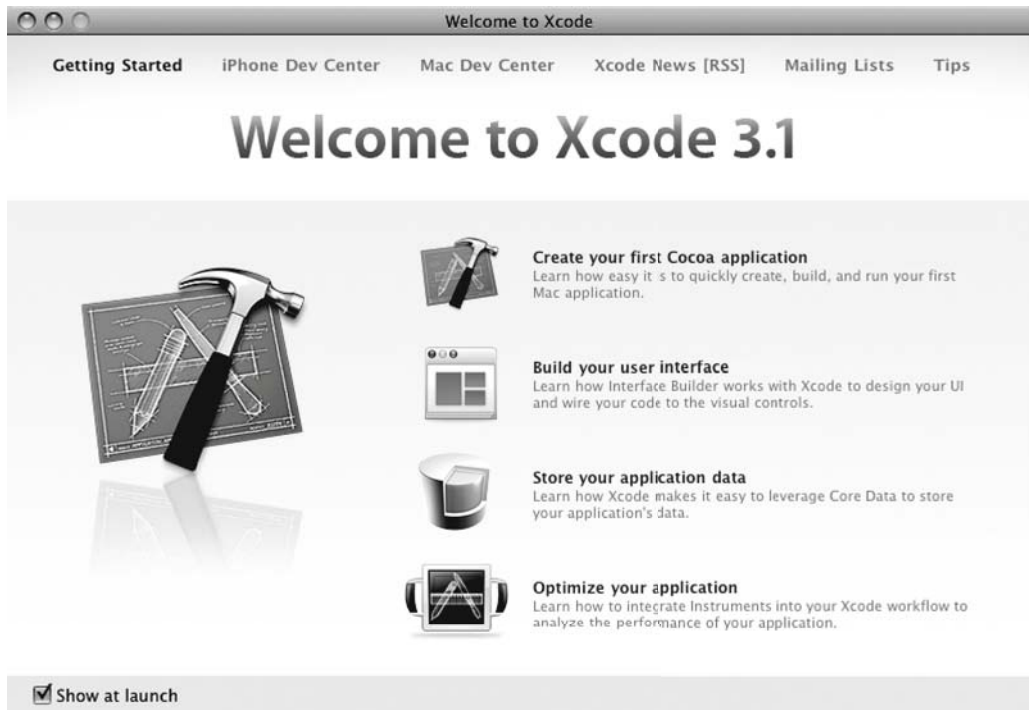 Welcome to Xcode
Getting Started iPhone Dev Center Mac Dev Center Xcode News [RSS] Mailing Lists Tips
Welcome to Xcode 3.1
Create your first Cocoa application
Learn how easy it is to quickly create, build, and run your first
Mac application.
Build your user interface
Learn how Interface Builder works with Xcode to design your UI
and wire your code to the visual controls.
Store your application data
Learn how Xcode makes it easy to leverage Core Data to store
your application's data.
Optimize your application
Learn how to integrate Instruments into your Xcode workflow to
analyze the performance of your application.
Show at launch